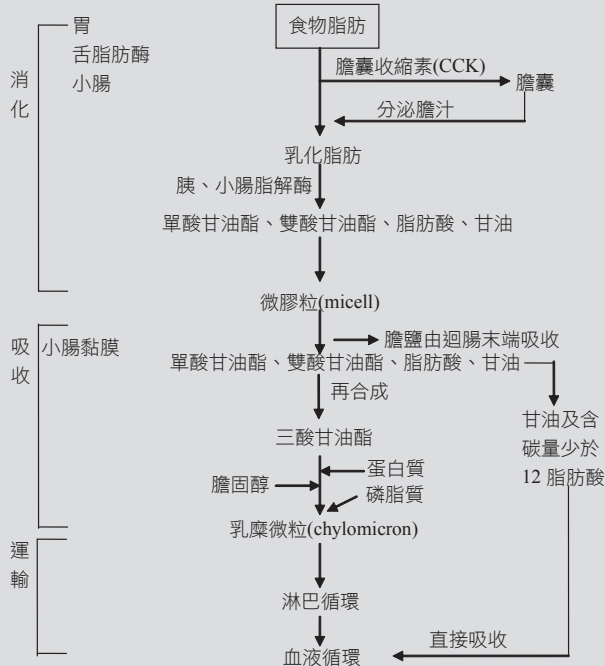 胃
舌脂肪酶
小腸
消化
食物脂肪
膽囊收縮素(CCK)
膽囊
分泌膽汁
乳化脂肪
胰、小腸脂解酶
單酸甘油酯、雙酸甘油酯、脂肪酸、甘油
微膠粒(micell)
吸收
小腸黏膜
膽鹽由迴腸末端吸收
單酸甘油酯、雙酸甘油酯、脂肪酸、甘油
再合成
甘油及含
碳量少於
12 脂肪酸
三酸甘油酯
蛋白質
膽固醇
磷脂質
乳糜微粒(chylomicron)
運輸
淋巴循環
直接吸收
血液循環